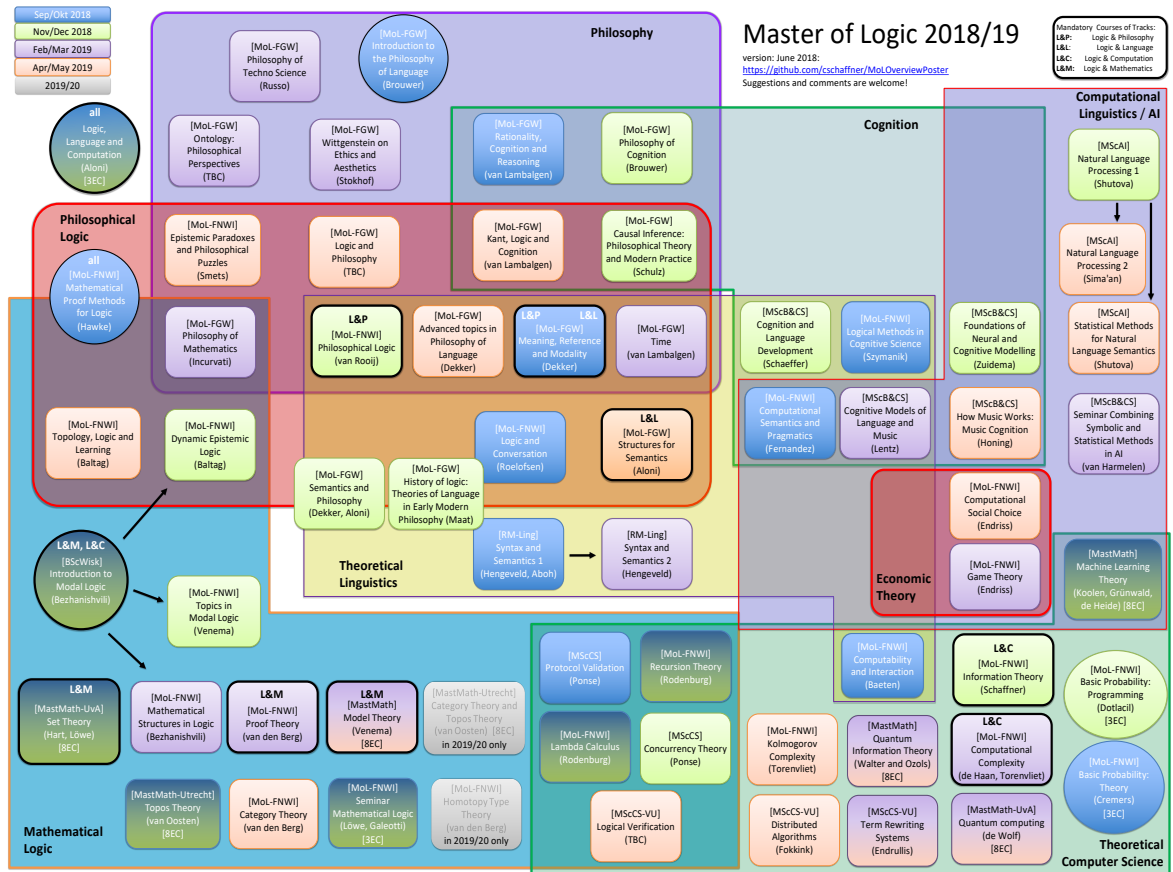 Sep/Okt 2018
Nov/Dec 2018
Feb/Mar 2019
Apr/May 2019
2019/20
Master of Logic 2018/19
version: June 2018:
https://github.com/cschaffner/MoLOverviewPoster
Suggestions and comments are welcome!
Mandatory Courses of Tracks:
L&P: Logic & Philosophy
L&L: Logic & Language
L&C: Logic & Computation
L&M: Logic & Mathematics
all
Logic,
Language and
Computation
(Aloni)
[3EC]
Philosophy
[MoL-FGW]
Philosophy of
Techno Science
(Russo)
[MoL-FGW]
Introduction to
the Philosophy
of Language
(Brouwer)
[MoL-FGW]
Ontology:
Philosophical
Perspectives
(TBC)
[MoL-FGW]
Wittgenstein on
Ethics and
Aesthetics
(Stokhof)
Cognition
[MoL-FGW]
Rationality,
Cognition and
Reasoning
(van Lambalgen)
[MoL-FGW]
Philosophy of
Cognition
(Brouwer)
Computational
Linguistics / AI
[MScAI]
Natural Language
Processing 1
(Shutova)
[MScAI]
Natural Language
Processing 2
(Sima'an)
[MScAI]
Statistical Methods
for Natural
Language Semantics
(Shutova)
[MScB&CS]
Seminar Combining
Symbolic and
Statistical Methods
in AI
(van Harmelen)
Philosophical
Logic
all
[MoL-FNWI]
Mathematical
Proof Methods
for Logic
(Hawke)
[MoL-FNWI]
Epistemic Paradoxes
and Philosophical
Puzzles
(Smets)
[MoL-FGW]
Logic and
Philosophy
(TBC)
[MoL-FGW]
Kant, Logic and
Cognition
(van Lambalgen)
[MoL-FGW]
Causal Inference:
Philosophical Theory
and Modern Practice
(Schulz)
[MoL-FGW]
Philosophy of
Mathematics
(Incurvati)
L&P
[MoL-FNWI]
Philosophical Logic
(van Rooij)
[MoL-FGW]
Advanced topics in
Philosophy of
Language
(Dekker)
L&P L&L
[MoL-FGW]
Meaning, Reference
and Modality
(Dekker)
[MoL-FGW]
Time
(van Lambalgen)
[MScB&CS]
Cognition and
Language
Development
(Schaeffer)
[MoL-FNWI]
Logical Methods in
Cognitive Science
(Szymanik)
[MScB&CS]
Foundations of
Neural and
Cognitive Modelling
(Zuidema)
[MoL-FNWI]
Topology, Logic and
Learning
(Baltag)
[MoL-FNWI]
Dynamic Epistemic
Logic
(Baltag)
[MoL-FNWI]
Logic and
Conversation
(Roelofsen)
L&L
[MoL-FGW]
Structures for
Semantics
(Aloni)
[MoL-FNWI]
Computational
Semantics and
Pragmatics
(Fernandez)
[MScB&CS]
Cognitive Models of
Language and
Music
(Lentz)
[MScB&CS]
How Music Works:
Music Cognition
(Honing)
[MoL-FGW]
Semantics and
Philosophy
(Dekker, Aloni)
[MoL-FGW]
History of logic:
Theories of Language
in Early Modern
Philosophy (Maat)
Economic
Theory
[MoL-FNWI]
Computational
Social Choice
(Endriss)
[MoL-FNWI]
Game Theory
(Endriss)
Theoretical
Linguistics
[RM-Ling]
Syntax and
Semantics 1
(Hengeveld, Aboh)
[RM-Ling]
Syntax and
Semantics 2
(Hengeveld)
L&M, L&C
[BScWisk]
Introduction to
Modal Logic
(Bezhanishvili)
[MoL-FNWI]
Topics in
Modal Logic
(Venema)
[MastMath]
Machine Learning
Theory
(Koolen, Grünwald,
de Heide) [8EC]
L&M
[MastMath-UvA]
Set Theory
(Hart, Löwe)
[8EC]
[MoL-FNWI]
Mathematical
Structures in Logic
(Bezhanishvili)
L&M
[MoL-FNWI]
Proof Theory
(van den Berg)
L&M
[MastMath]
Model Theory
(Venema)
[8EC]
[MastMath-Utrecht]
Category Theory and
Topos Theory
(van Oosten) [8EC]
in 2019/20 only
[MScCS]
Protocol Validation
(Ponse)
[MoL-FNWI]
Recursion Theory
(Rodenburg)
[MoL-FNWI]
Computability
and Interaction
(Baeten)
L&C
[MoL-FNWI]
Information Theory
(Schaffner)
[MoL-FNWI]
Basic Probability:
Programming
(Dotlacil)
[3EC]
[MoL-FNWI]
Lambda Calculus
(Rodenburg)
[MScCS]
Concurrency Theory
(Ponse)
[MoL-FNWI]
Kolmogorov
Complexity
(Torenvliet)
[MastMath]
Quantum
Information Theory
(Walter and Ozols)
[8EC]
L&C
[MoL-FNWI]
Computational
Complexity
(de Haan, Torenvliet)
[MoL-FNWI]
Basic Probability:
Theory
(Cremers)
[3EC]
Mathematical
Logic
[MastMath-Utrecht]
Topos Theory
(van Oosten)
[8EC]
[MoL-FNWI]
Category Theory
(van den Berg)
[MoL-FNWI]
Seminar
Mathematical Logic
(Löwe, Galeotti)
[3EC]
[MoL-FNWI]
Homotopy Type
Theory
(van den Berg)
in 2019/20 only
[MScCS-VU]
Logical Verification
(TBC)
[MScCS-VU]
Distributed
Algorithms
(Fokkink)
[MScCS-VU]
Term Rewriting
Systems
(Endrullis)
[MastMath-UvA]
Quantum computing
(de Wolf)
[8EC]
Theoretical
Computer Science